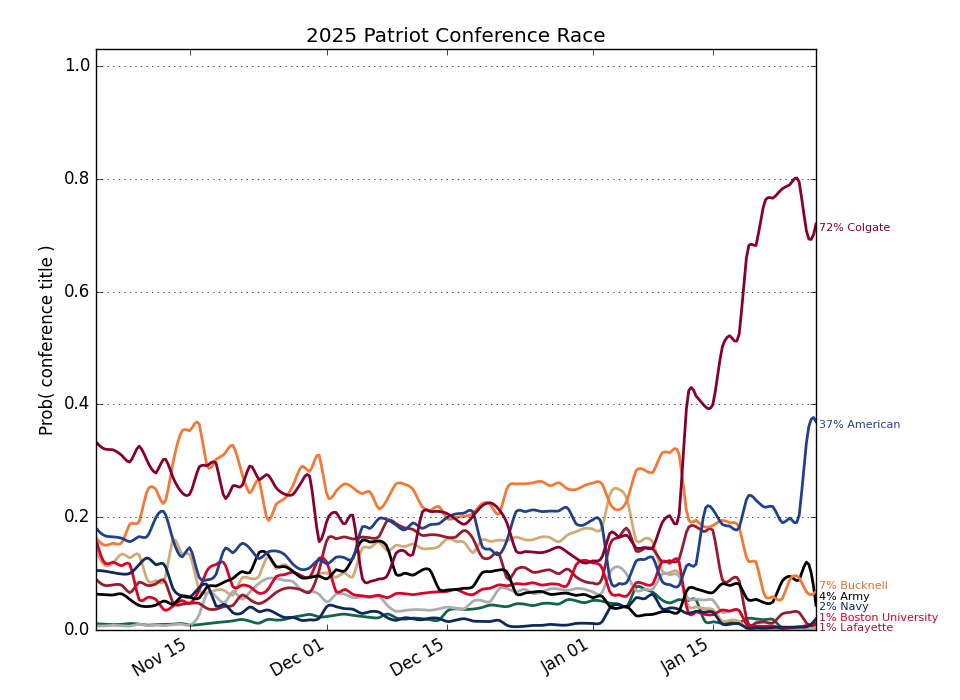 2025 Patriot Conference Race
Prob( conference title )
1.0
0.8
0.6
0.4
0.2
0.0
Nov 15
Dec 01
Dec 15
Jan 01
Jan 15
72% Colgate
37% American
7% Bucknell
4% Army
2% Navy
1% Boston University
1% Lafayette